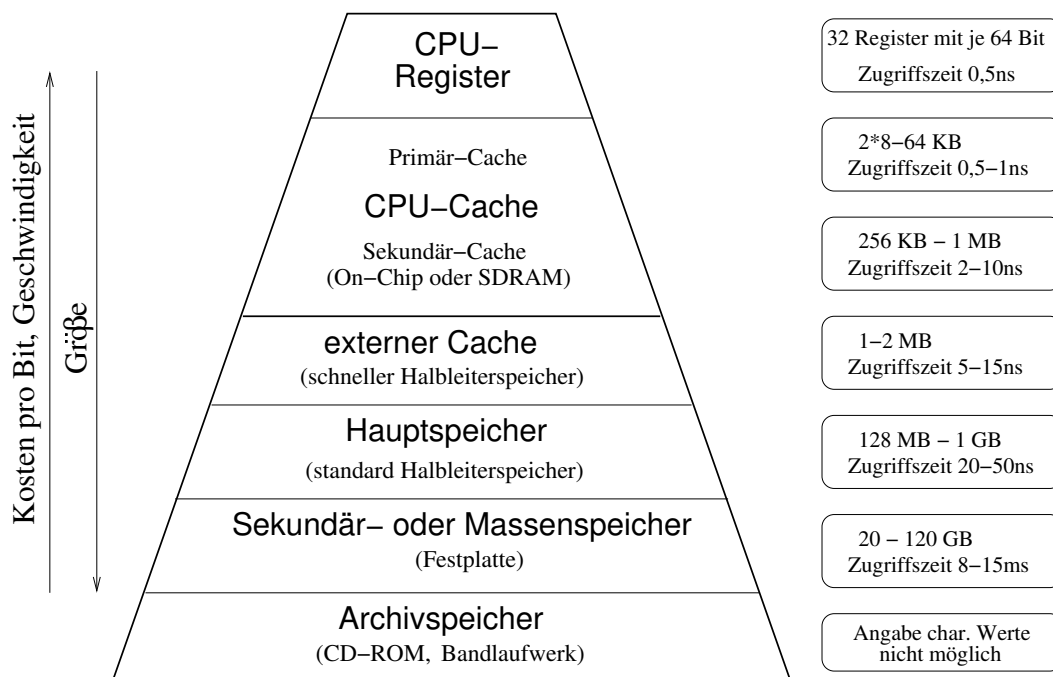 CPU–
Register
32 Register mit je 64 Bit
Zugriffszeit 0,5ns
Kosten pro Bit, Geschwindigkeit
Größe
Primär–Cache
CPU–Cache
Sekundär–Cache
(On–Chip oder SDRAM)
2*8–64 KB
Zugriffszeit 0,5–1ns
256 KB – 1 MB
Zugriffszeit 2–10ns
externer Cache
(schneller Halbleiterspeicher)
1–2 MB
Zugriffszeit 5–15ns
Hauptspeicher
(standard Halbleiterspeicher)
128 MB – 1 GB
Zugriffszeit 20–50ns
Sekundär– oder Massenspeicher
(Festplatte)
20 – 120 GB
Zugriffszeit 8–15ms
Archivspeicher
(CD–ROM, Bandlaufwerk)
Angabe char. Werte
nicht möglich